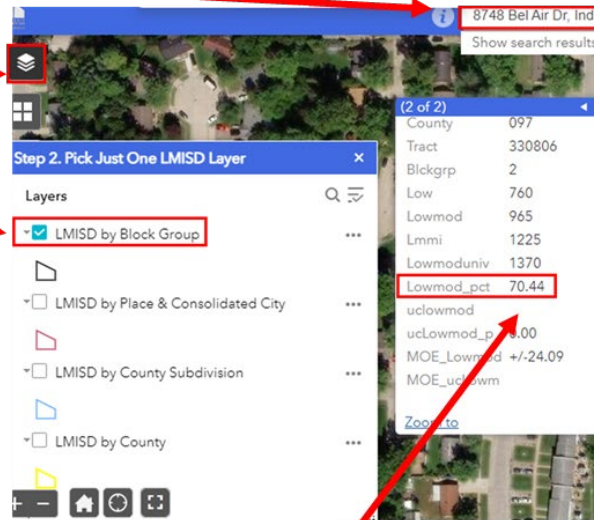 8748 Bel Air Dr, Ind
Show search results
(2 of 2)
County 097
Tract 330806
Blckgrp 2
Low 760
Lowmod 965
Lmmi 1225
Lowmoduniv 1370
Lowmod_pct 70.44
uclowmod
ucLowmod_p 0.00
MOE_Lowmod +/-24.09
MOE_uclowm
Zoom to
Step 2. Pick Just One LMISD Layer
Layers
LMISD by Block Group
LMISD by Place & Consolidated City
LMISD by County Subdivision
LMISD by County